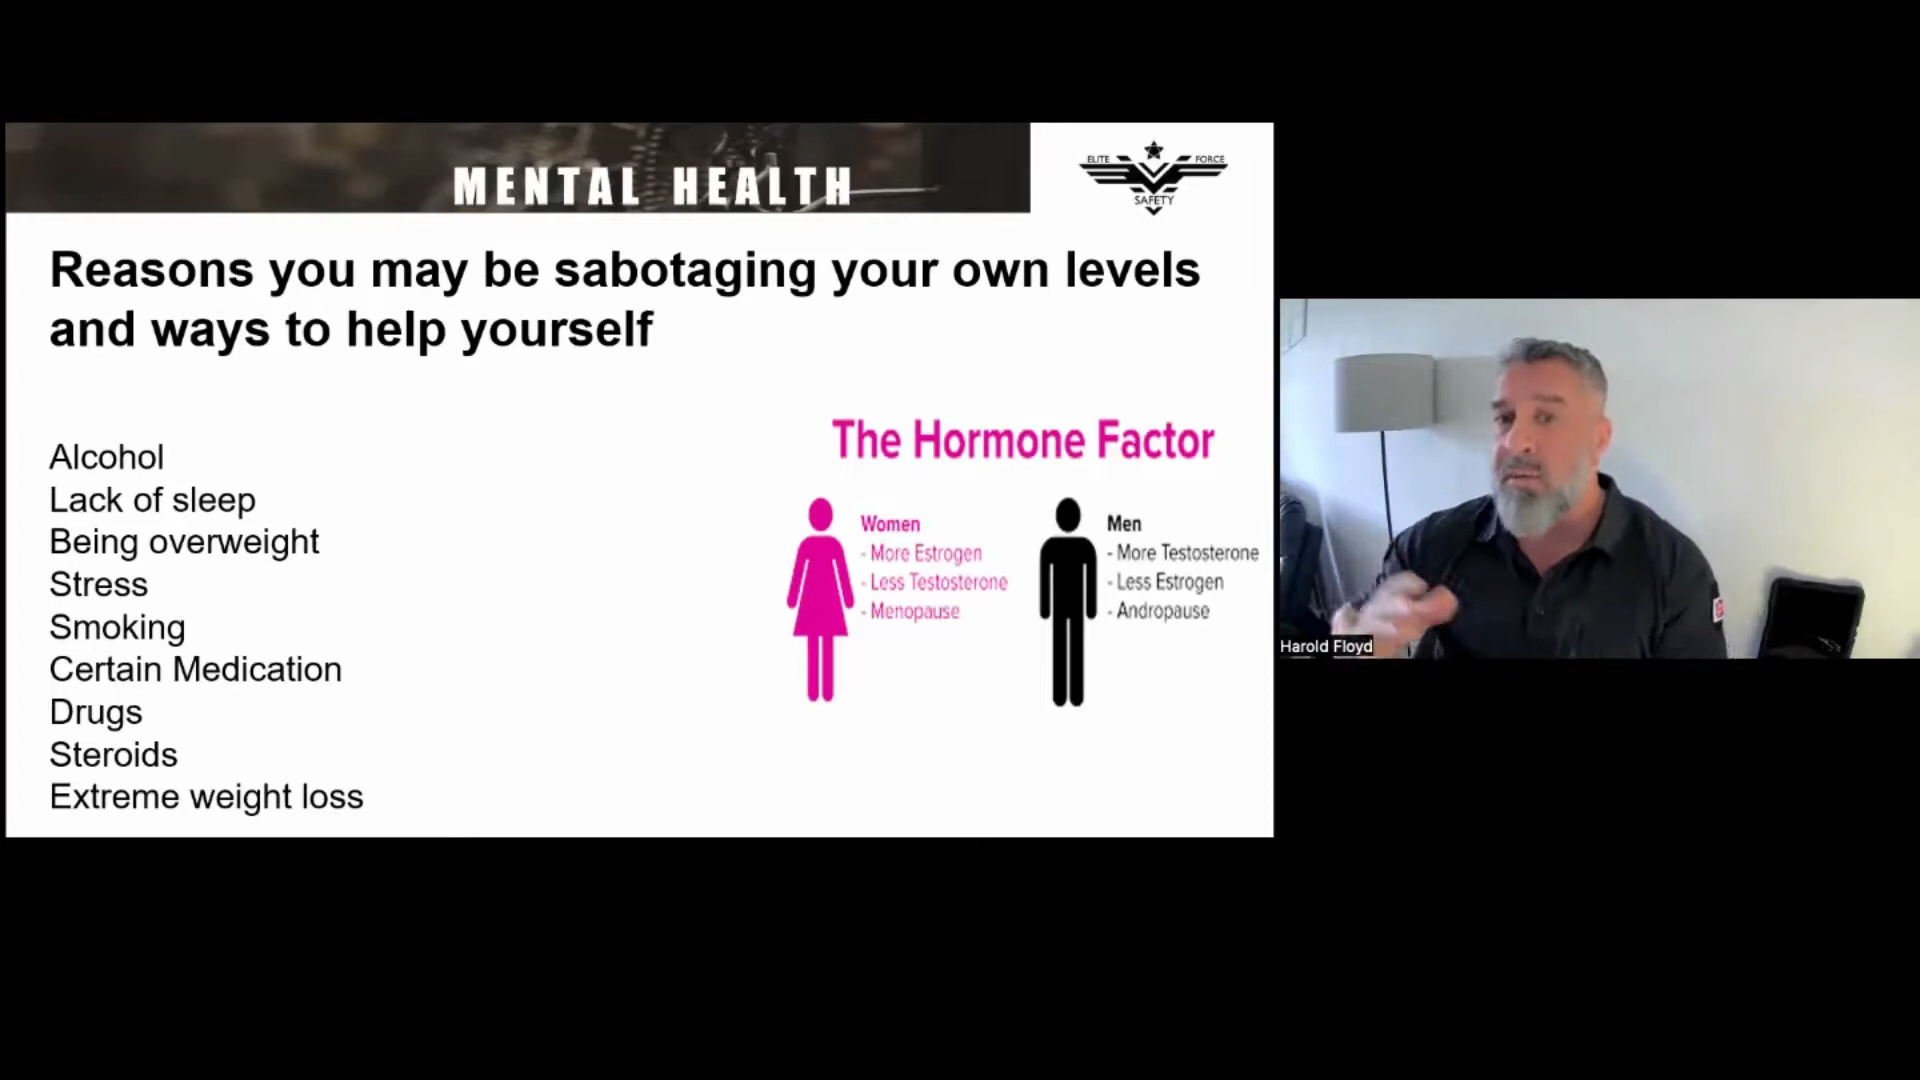 MENTAL HEALTH
ELITE FORCE
SAFETY
Reasons you may be sabotaging your own levels
and ways to help yourself
Alcohol
Lack of sleep
Being overweight
Stress
Smoking
Certain Medication
Drugs
Steroids
Extreme weight loss
The Hormone Factor
Women
- More Estrogen
- Less Testosterone
- Menopause
Men
- More Testosterone
- Less Estrogen
- Andropause
Harold Floyd